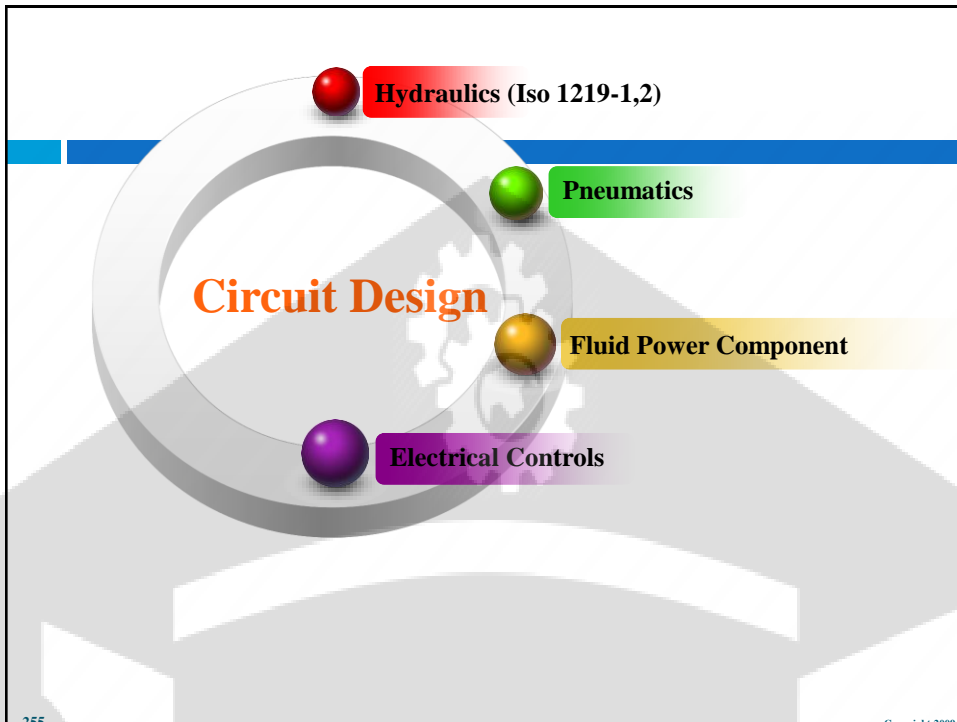 Hydraulics (Iso 1219-1,2)
Pneumatics
Circuit Design
Fluid Power Component
Electrical Controls
255